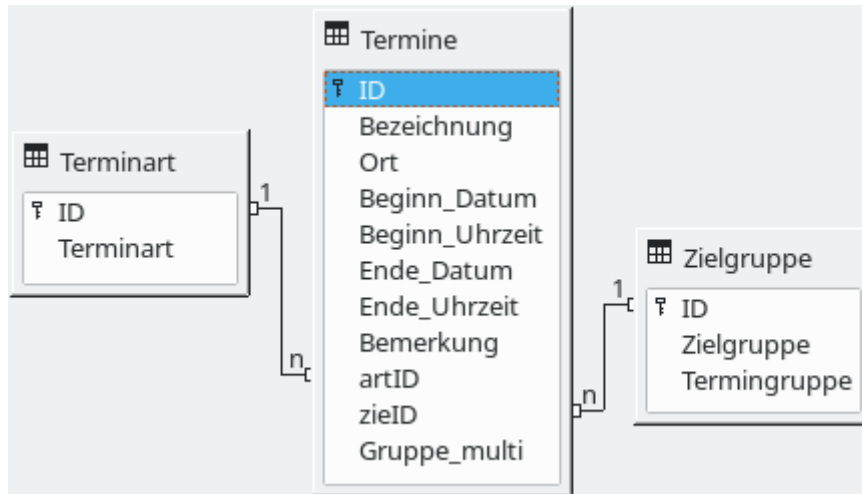 Terminart
ID
Terminart
1
n
Termine
ID
Bezeichnung
Ort
Beginn_Datum
Beginn_Uhrzeit
Ende_Datum
Ende_Uhrzeit
Bemerkung
artID
zieID
Gruppe_multi
n
1
Zielgruppe
ID
Zielgruppe
Termingruppe